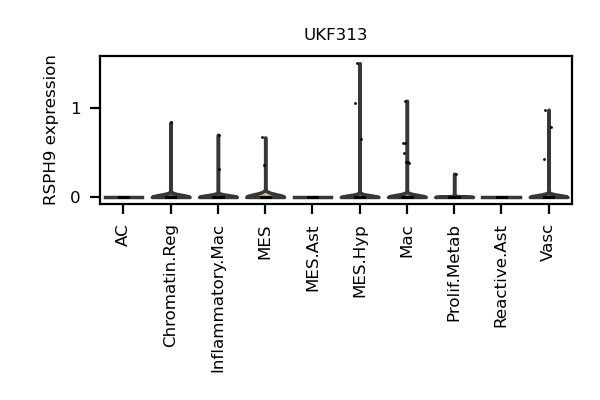 UKF313
RSPH9 expression
1
0
AC
Chromatin.Reg
Inflammatory.Mac
MES
MES.Ast
MES.Hyp
Mac
Prolif.Metab
Reactive.Ast
Vasc